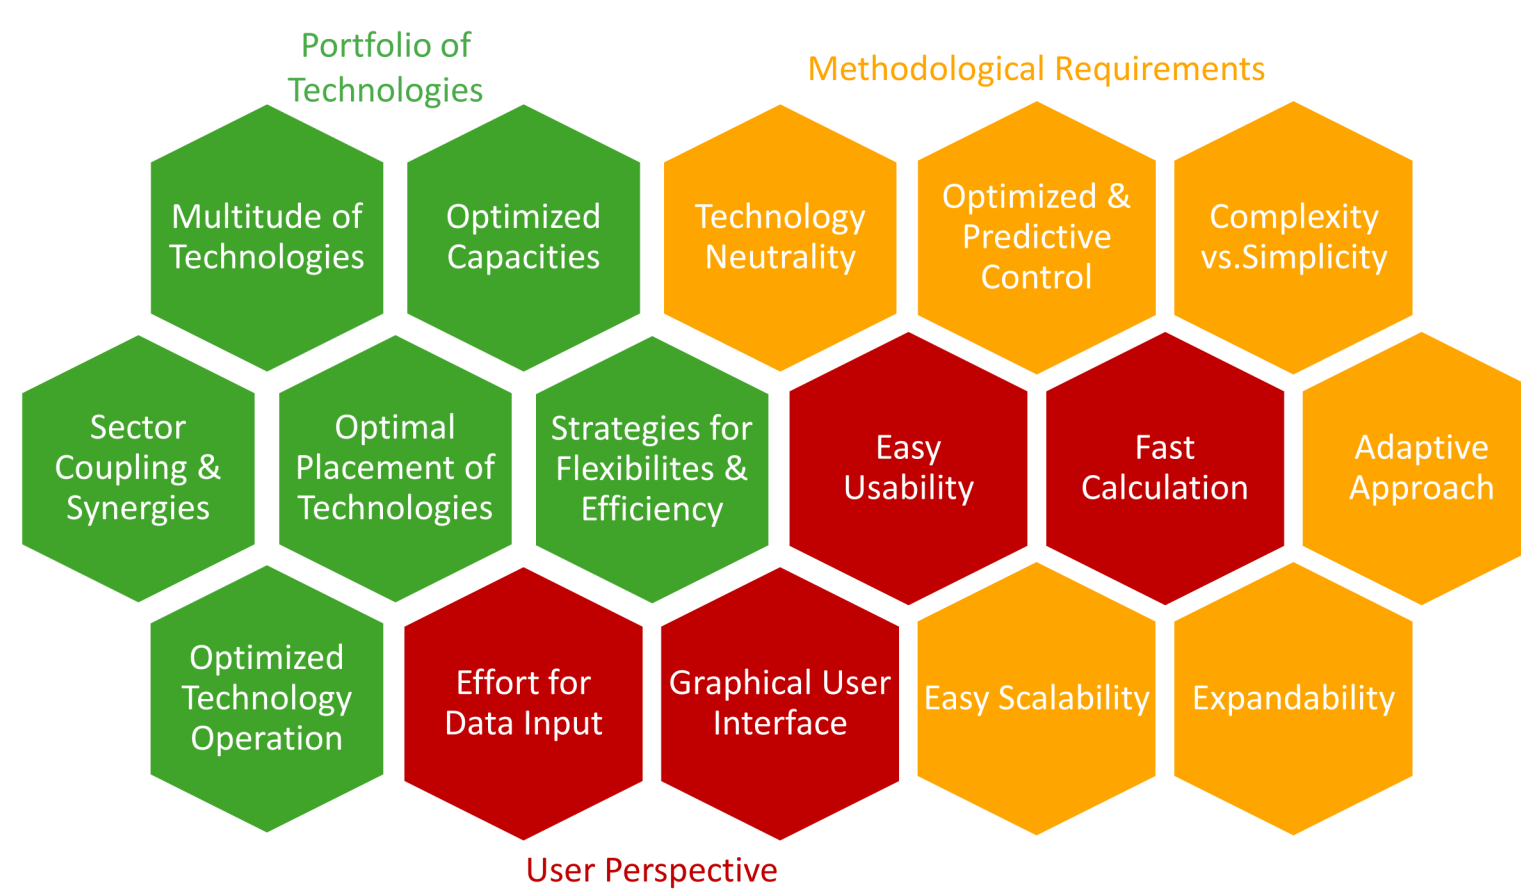 Portfolio of
Technologies
Methodological Requirements
Multitude of
Technologies
Optimized
Capacities
Technology
Neutrality
Optimized &
Predictive
Control
Complexity
vs.Simplicity
Sector
Coupling &
Synergies
Optimal
Placement of
Technologies
Strategies for
Flexibilites &
Efficiency
Easy
Usability
Fast
Calculation
Adaptive
Approach
Optimized
Technology
Operation
Effort for
Data Input
Graphical User
Interface
Easy Scalability
Expandability
User Perspective